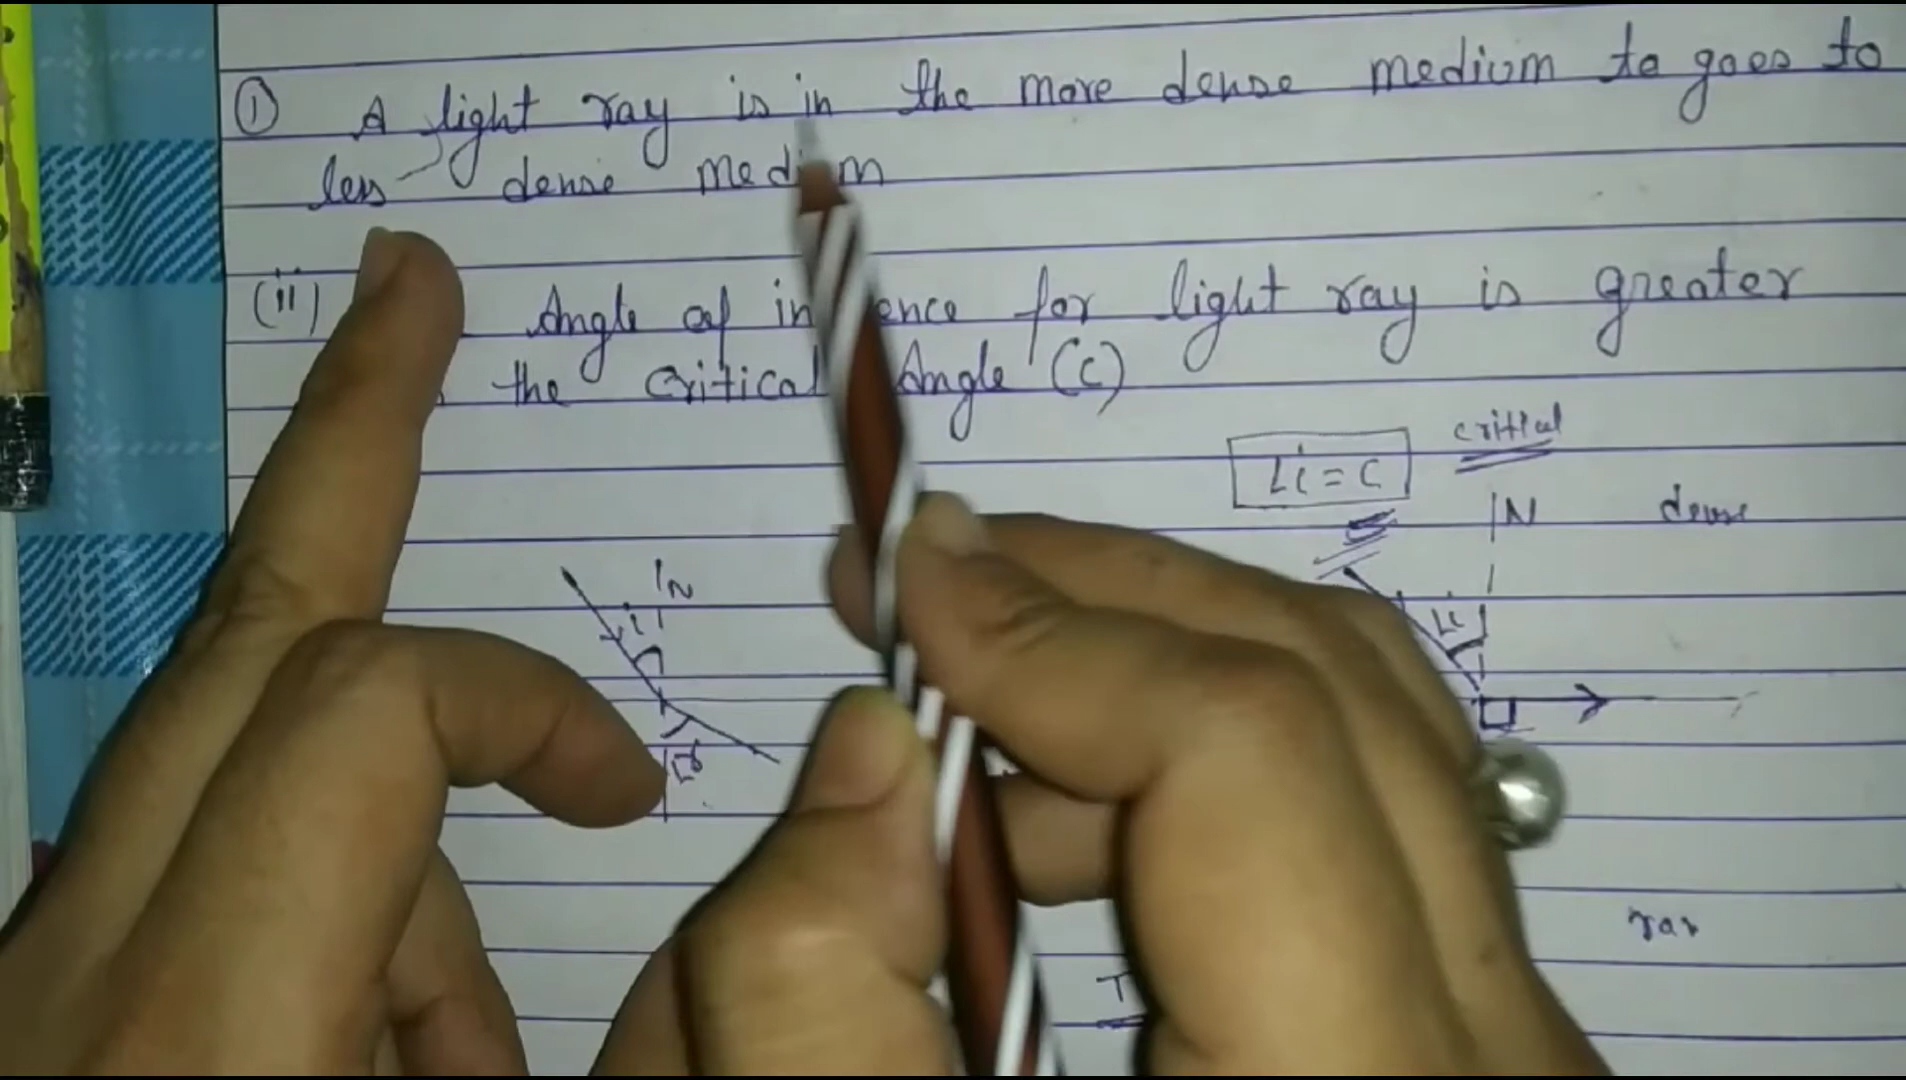 ① A light ray is in the more dense medium to goes to
less dense medium
(ii) Angle of in ence for light ray is greater
the critical Angle (C)
critical
∠i = C
N dense
N
i
∠i
∠r
rar
T